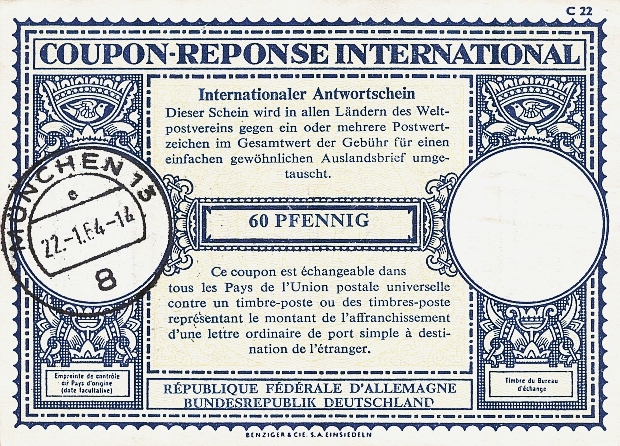 C 22
COUPON-REPONSE INTERNATIONAL
Internationaler Antwortschein
Dieser Schein wird in allen Ländern des Welt-
postvereins gegen ein oder mehrere Postwert-
zeichen im Gesamtwert der Gebühr für einen
einfachen gewöhnlichen Auslandsbrief umge-
tauscht.
MÜNCHEN 13
e
22.-1.64-14
8
60 PFENNIG
Ce coupon est échangeable dans
tous les Pays de l'Union postale universelle
contre un timbre-poste ou des timbres-poste
représentant le montant de l'affranchissement
d'une lettre ordinaire de port simple à desti-
nation de l'étranger.
Empreinte de contrôle
du Pays d'origine
(date facultative)
RÉPUBLIQUE FÉDÉRALE D'ALLEMAGNE
BUNDESREPUBLIK DEUTSCHLAND
Timbre du Bureau
d'échange
BENZIGER & CIE. S.A. EINSIEDELN